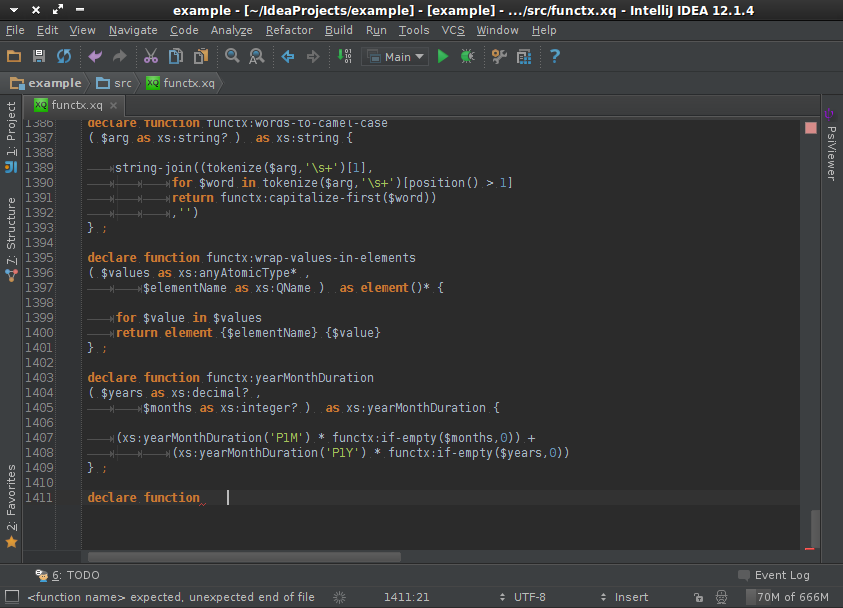 example - [~/IdeaProjects/example] - [example] - .../src/functx.xq - IntelliJ IDEA 12.1.4
File Edit View Navigate Code Analyze Refactor Build Run Tools VCS Window Help
Main
example src functx.xq
functx.xq
1: Project
7: Structure
2: Favorites
PsiViewer
1386 declare function functx:words-to-camel-case
1387 ( $arg as xs:string? ) as xs:string {
1388
1389 string-join((tokenize($arg,'\s+')[1],
1390 for $word in tokenize($arg,'\s+')[position() > 1]
1391 return functx:capitalize-first($word))
1392 ,'')
1393 } ;
1394
1395 declare function functx:wrap-values-in-elements
1396 ( $values as xs:anyAtomicType* ,
1397 $elementName as xs:QName ) as element()* {
1398
1399 for $value in $values
1400 return element {$elementName} {$value}
1401 } ;
1402
1403 declare function functx:yearMonthDuration
1404 ( $years as xs:decimal? ,
1405 $months as xs:integer? ) as xs:yearMonthDuration {
1406
1407 (xs:yearMonthDuration('P1M') * functx:if-empty($months,0)) +
1408 (xs:yearMonthDuration('P1Y') * functx:if-empty($years,0))
1409 } ;
1410
1411 declare function
6: TODO Event Log
<function name> expected, unexpected end of file 1411:21 UTF-8 Insert 70M of 666M